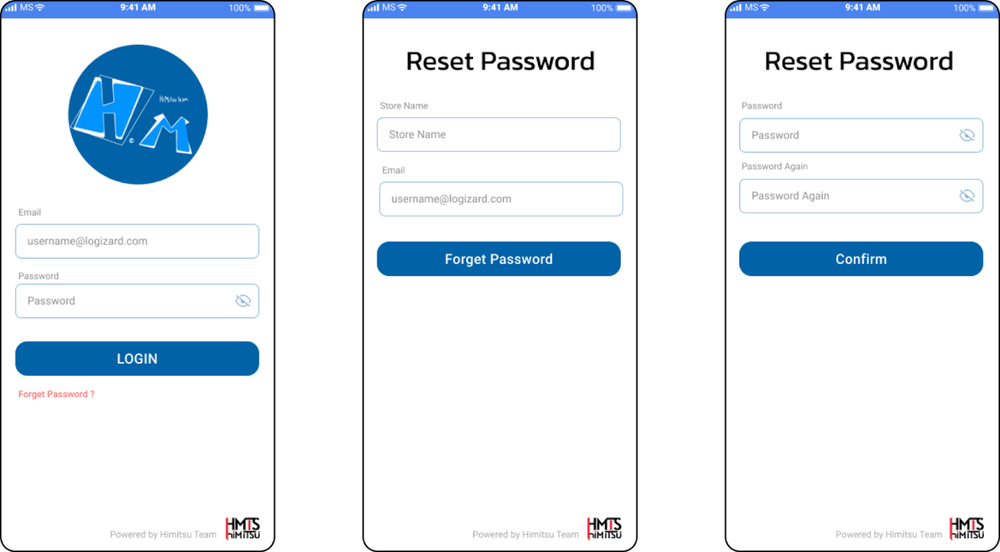 MS 9:41 AM 100%
H.M
HiMitsu Team
Email
username@logizard.com
Password
Password
LOGIN
Forget Password ?
Powered by Himitsu Team
HMTS
HiMITSU
MS 9:41 AM 100%
Reset Password
Store Name
Store Name
Email
username@logizard.com
Forget Password
Powered by Himitsu Team
HMTS
HiMITSU
MS 9:41 AM 100%
Reset Password
Password
Password
Password Again
Password Again
Confirm
Powered by Himitsu Team
HMTS
HiMITSU